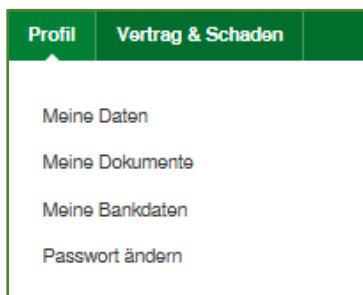 Profil Vertrag & Schaden
Meine Daten
Meine Dokumente
Meine Bankdaten
Passwort ändern